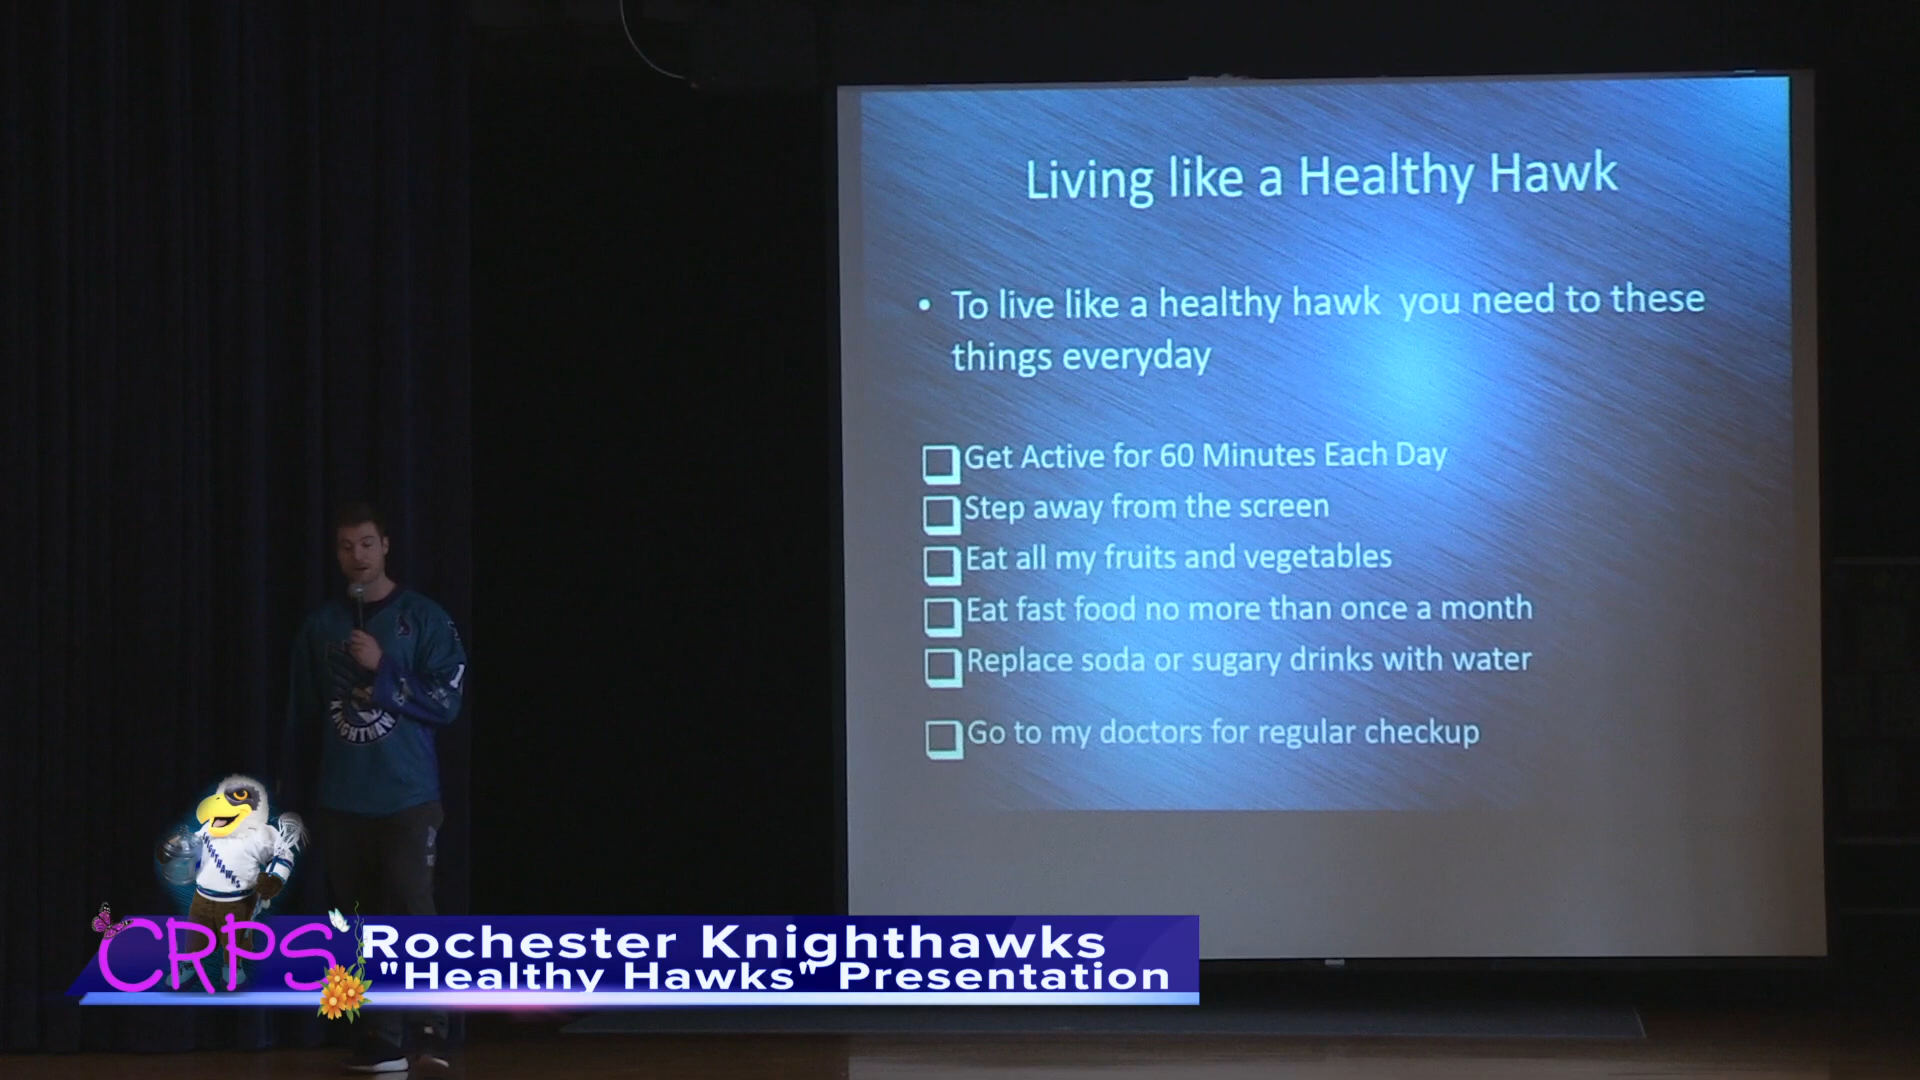 Living like a Healthy Hawk
• To live like a healthy hawk you need to these
things everyday
Get Active for 60 Minutes Each Day
Step away from the screen
Eat all my fruits and vegetables
Eat fast food no more than once a month
Replace soda or sugary drinks with water
Go to my doctors for regular checkup
KNIGHTHAW
KNIGHTHAWKS
CRPS
Rochester Knighthawks
"Healthy Hawks" Presentation